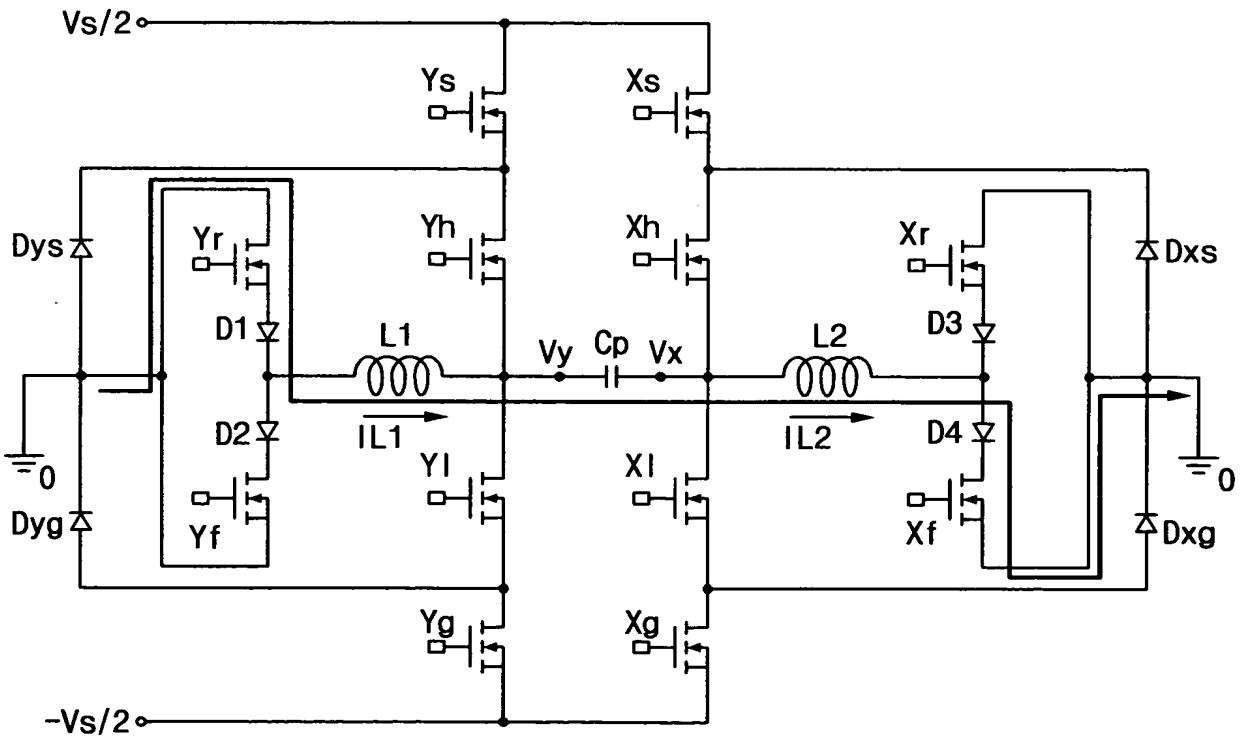 Vs/2
Ys
Xs
Yh
Xh
Dys
Yr
Xr
Dxs
D1
L1
Vy
Cp
Vx
L2
D3
IL1
IL2
D2
D4
0
Yl
Xl
0
Dyg
Yf
Xf
Dxg
Yg
Xg
-Vs/2